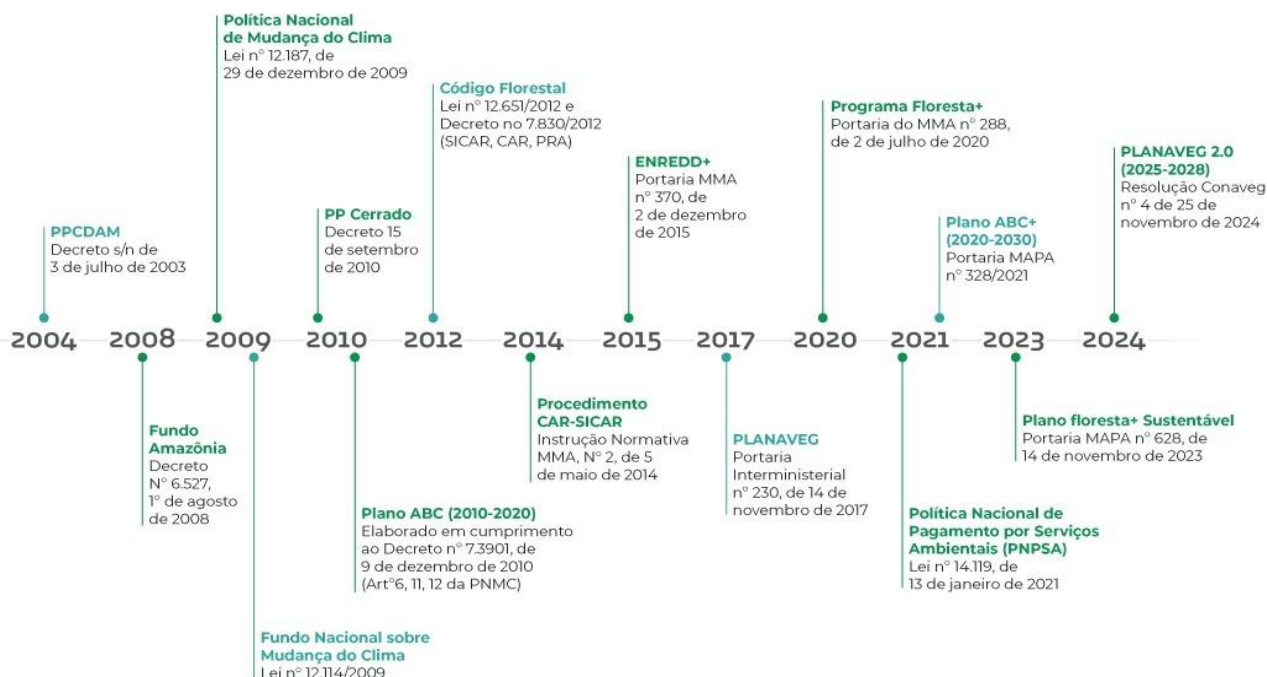 Política Nacional
de Mudança do Clima
Lei nº 12.187, de
29 de dezembro de 2009
Código Florestal
Lei nº 12.651/2012 e
Decreto no 7.830/2012
(SICAR, CAR, PRA)
Programa Floresta+
Portaria do MMA nº 288,
de 2 de julho de 2020
PLANAVEG 2.0
(2025-2028)
Resolução Conaveg
nº 4 de 25 de
novembro de 2024
ENREDD+
Portaria MMA
nº 370, de
2 de dezembro
de 2015
PP Cerrado
Decreto 15
de setembro
de 2010
PPCDAM
Decreto s/n de
3 de julho de 2003
Plano ABC+
(2020-2030)
Portaria MAPA
nº 328/2021
2004 2008 2009 2010 2012 2014 2015 2017 2020 2021 2023 2024
Fundo
Amazônia
Decreto
Nº 6.527,
1º de agosto
de 2008
Procedimento
CAR-SICAR
Instrução Normativa
MMA, Nº 2, de 5
de maio de 2014
PLANAVEG
Portaria
Interministerial
nº 230, de 14 de
novembro de 2017
Plano floresta+ Sustentável
Portaria MAPA nº 628, de
14 de novembro de 2023
Plano ABC (2010-2020)
Elaborado em cumprimento
ao Decreto nº 7.3901, de
9 de dezembro de 2010
(Artº6, 11, 12 da PNMC)
Política Nacional de
Pagamento por Serviços
Ambientais (PNPSA)
Lei nº 14.119, de
13 de janeiro de 2021
Fundo Nacional sobre
Mudança do Clima
Lei nº 12.114/2009